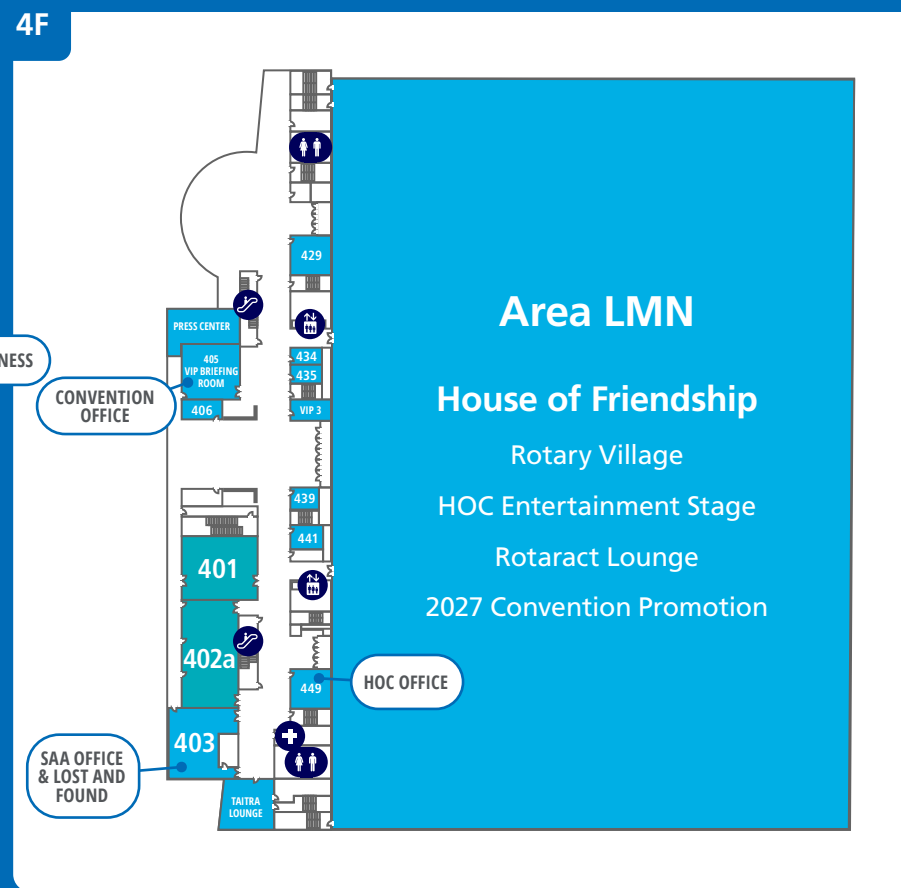 4F
429
PRESS CENTER
NESS
405
VIP BRIEFING
ROOM
434
435
CONVENTION
OFFICE
406
VIP 3
Area LMN
House of Friendship
Rotary Village
HOC Entertainment Stage
Rotaract Lounge
2027 Convention Promotion
439
441
401
402a
449
HOC OFFICE
403
SAA OFFICE
& LOST AND
FOUND
TAITRA
LOUNGE